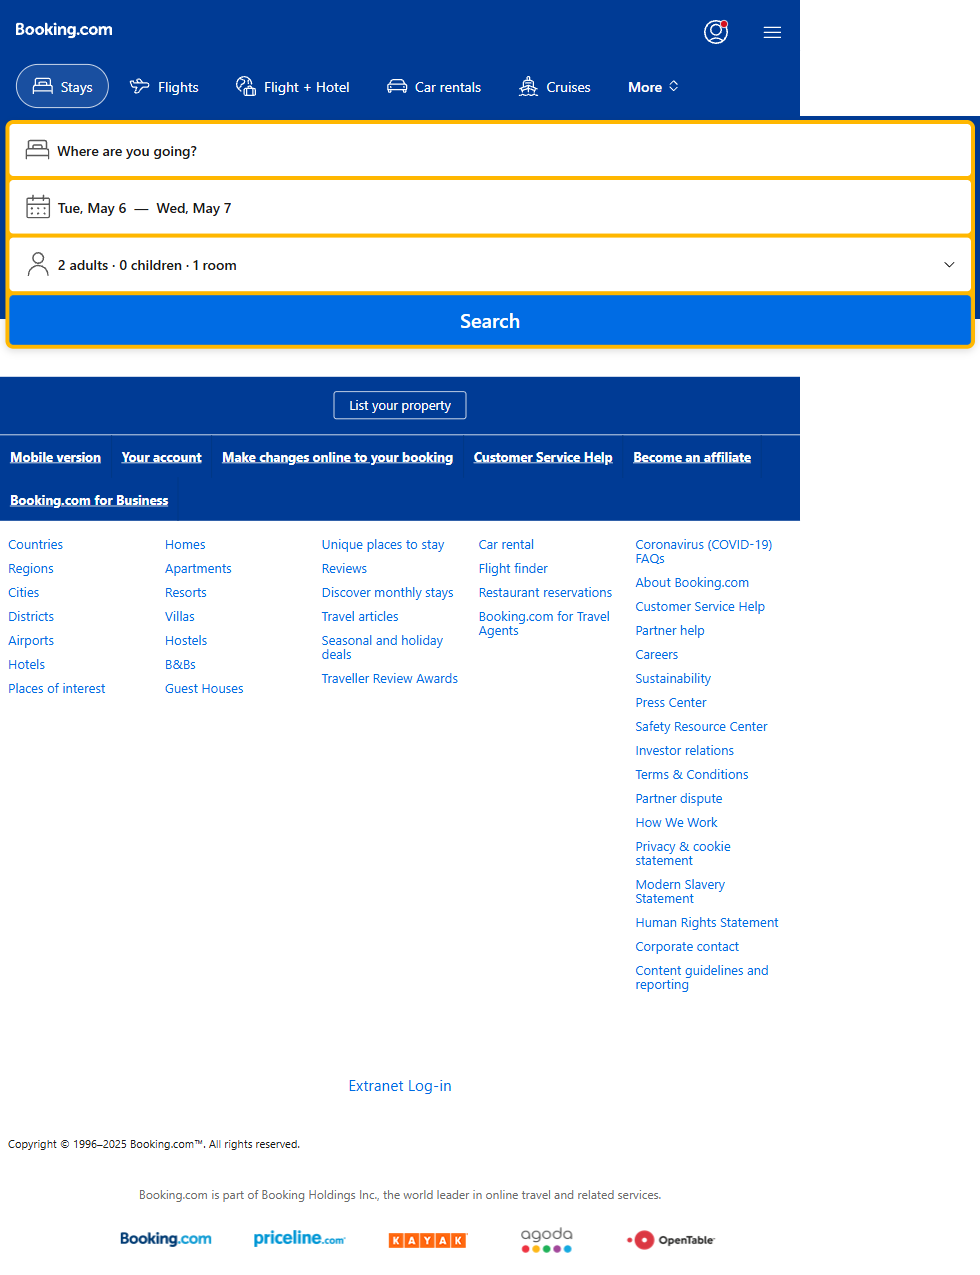 Booking.com
Stays Flights Flight + Hotel Car rentals Cruises More
Where are you going?
Tue, May 6 — Wed, May 7
2 adults · 0 children · 1 room
Search
List your property
Mobile version Your account Make changes online to your booking Customer Service Help Become an affiliate
Booking.com for Business
Countries
Regions
Cities
Districts
Airports
Hotels
Places of interest
Homes
Apartments
Resorts
Villas
Hostels
B&Bs
Guest Houses
Unique places to stay
Reviews
Discover monthly stays
Travel articles
Seasonal and holiday
deals
Traveller Review Awards
Car rental
Flight finder
Restaurant reservations
Booking.com for Travel
Agents
Coronavirus (COVID-19)
FAQs
About Booking.com
Customer Service Help
Partner help
Careers
Sustainability
Press Center
Safety Resource Center
Investor relations
Terms & Conditions
Partner dispute
How We Work
Privacy & cookie
statement
Modern Slavery
Statement
Human Rights Statement
Corporate contact
Content guidelines and
reporting
Extranet Log-in
Copyright © 1996–2025 Booking.com™. All rights reserved.
Booking.com is part of Booking Holdings Inc., the world leader in online travel and related services.
Booking.com priceline.com KAYAK agoda OpenTable